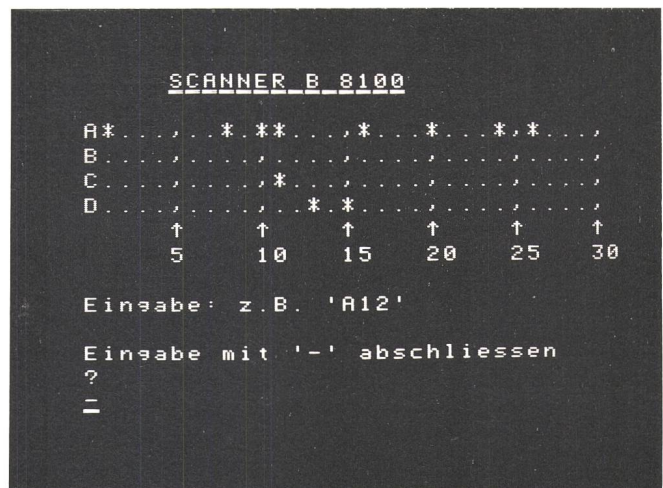 SCANNER B 8100
A*...,..*.**...,*...*...*,*...,
B....,....,....,....,....,....,
C....,....,*...,....,....,....,
D....,....,..*.*....,....,....,
↑ ↑ ↑ ↑ ↑ ↑
5 10 15 20 25 30
Eingabe: z.B. 'A12'
Eingabe mit '-' abschliessen
?